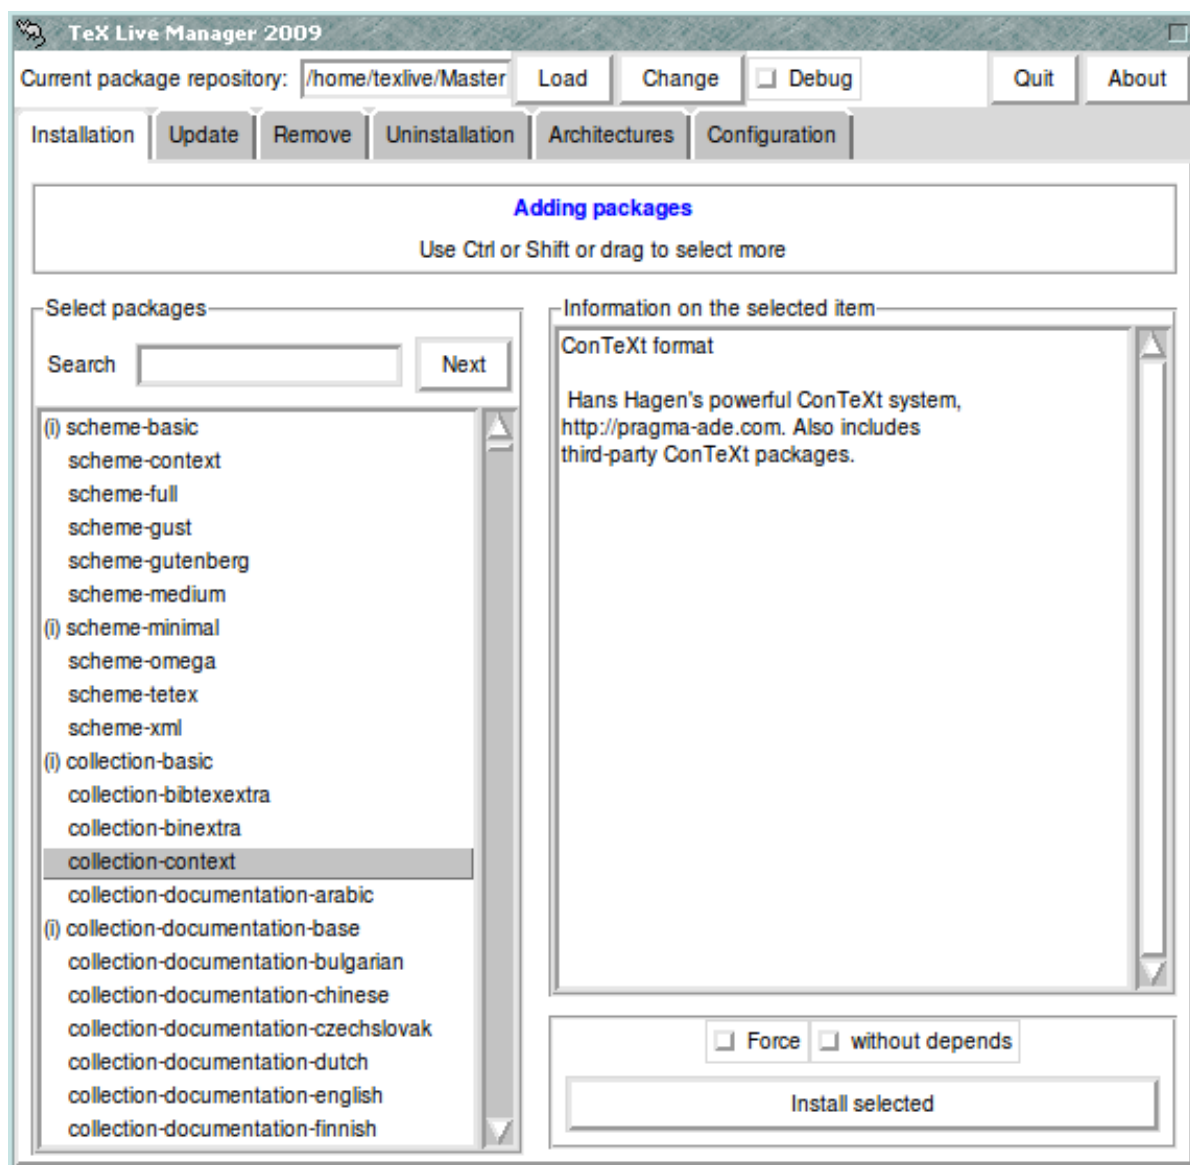 TeX Live Manager 2009
Current package repository: /home/texlive/Master Load Change Debug Quit About
Installation Update Remove Uninstallation Architectures Configuration
Adding packages
Use Ctrl or Shift or drag to select more
Select packages
Search Next
(i) scheme-basic
scheme-context
scheme-full
scheme-gust
scheme-gutenberg
scheme-medium
(i) scheme-minimal
scheme-omega
scheme-tetex
scheme-xml
(i) collection-basic
collection-bibtexextra
collection-binextra
collection-context
collection-documentation-arabic
(i) collection-documentation-base
collection-documentation-bulgarian
collection-documentation-chinese
collection-documentation-czechslovak
collection-documentation-dutch
collection-documentation-english
collection-documentation-finnish
Information on the selected item
ConTeXt format
Hans Hagen's powerful ConTeXt system,
http://pragma-ade.com. Also includes
third-party ConTeXt packages.
Force without depends
Install selected